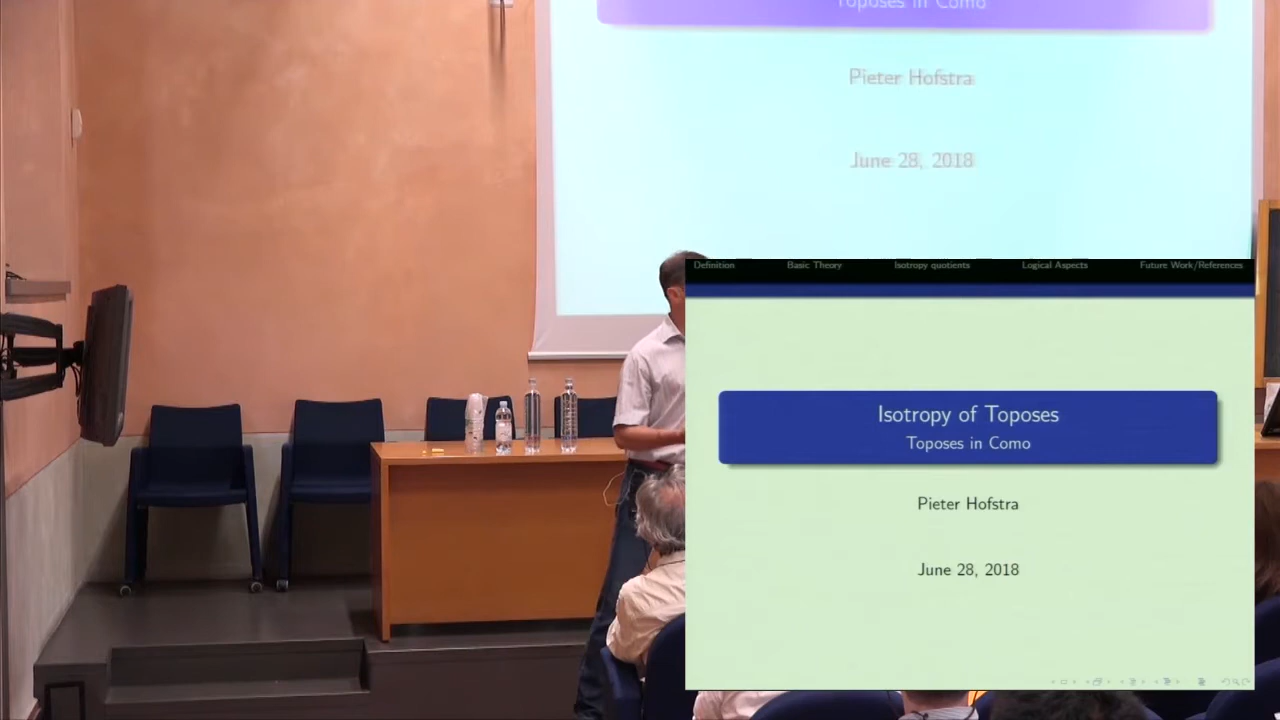 Toposes in Como
Pieter Hofstra
June 28, 2018
Definition Basic Theory Isotropy quotients Logical Aspects Future Work/References
Isotropy of Toposes
Toposes in Como
Pieter Hofstra
June 28, 2018